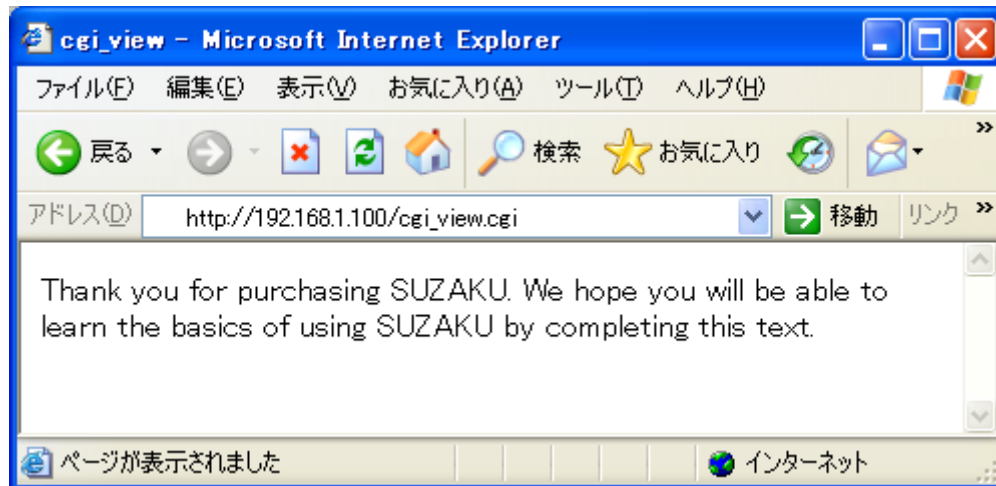 cgi_view - Microsoft Internet Explorer
ファイル(F) 編集(E) 表示(V) お気に入り(A) ツール(T) ヘルプ(H)
戻る 検索 お気に入り »
アドレス(D) http://192.168.1.100/cgi_view.cgi 移動 リンク »
Thank you for purchasing SUZAKU. We hope you will be able to
learn the basics of using SUZAKU by completing this text.
ページが表示されました インターネット